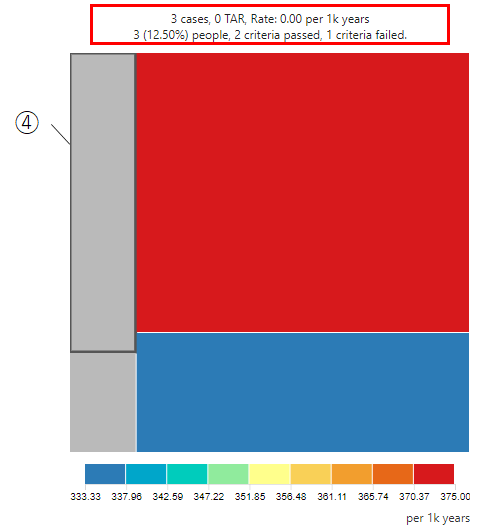 3 cases, 0 TAR, Rate: 0.00 per 1k years
3 (12.50%) people, 2 criteria passed, 1 criteria failed.
④
333.33 337.96 342.59 347.22 351.85 356.48 361.11 365.74 370.37 375.00
per 1k years